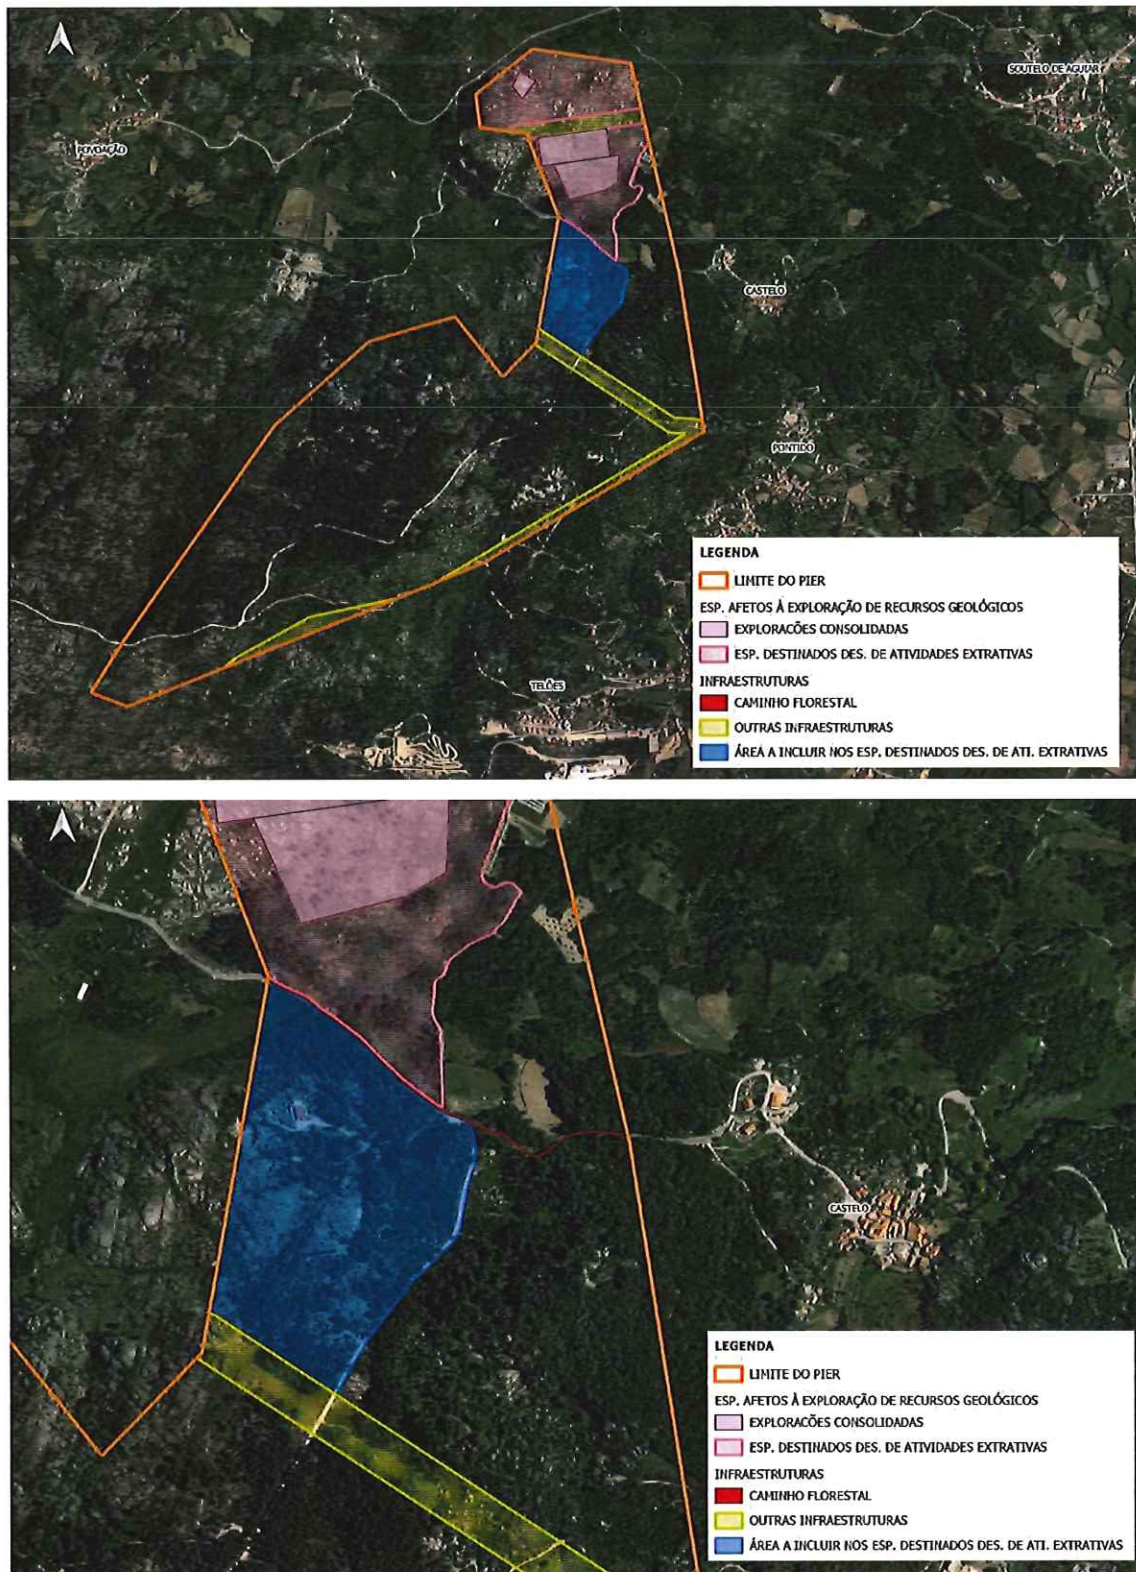 SOUTELO DE AGUIAR
POVOAÇÃO
CASTELO
PONTIDO
TELÕES
LEGENDA
LIMITE DO PIER
ESP. AFETOS À EXPLORAÇÃO DE RECURSOS GEOLÓGICOS
EXPLORACÕES CONSOLIDADAS
ESP. DESTINADOS DES. DE ATIVIDADES EXTRATIVAS
INFRAESTRUTURAS
CAMINHO FLORESTAL
OUTRAS INFRAESTRUTURAS
ÁREA A INCLUIR NOS ESP. DESTINADOS DES. DE ATI. EXTRATIVAS
CASTELO
LEGENDA
LIMITE DO PIER
ESP. AFETOS À EXPLORAÇÃO DE RECURSOS GEOLÓGICOS
EXPLORACÕES CONSOLIDADAS
ESP. DESTINADOS DES. DE ATIVIDADES EXTRATIVAS
INFRAESTRUTURAS
CAMINHO FLORESTAL
OUTRAS INFRAESTRUTURAS
ÁREA A INCLUIR NOS ESP. DESTINADOS DES. DE ATI. EXTRATIVAS